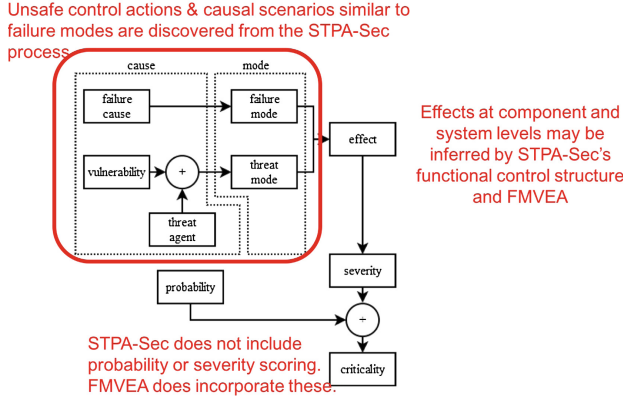 Unsafe control actions & causal scenarios similar to
failure modes are discovered from the STPA-Sec
process.
cause
mode
failure
cause
failure
mode
effect
vulnerability
+
threat
mode
threat
agent
Effects at component and
system levels may be
inferred by STPA-Sec's
functional control structure
and FMVEA
severity
probability
+
criticality
STPA-Sec does not include
probability or severity scoring.
FMVEA does incorporate these.